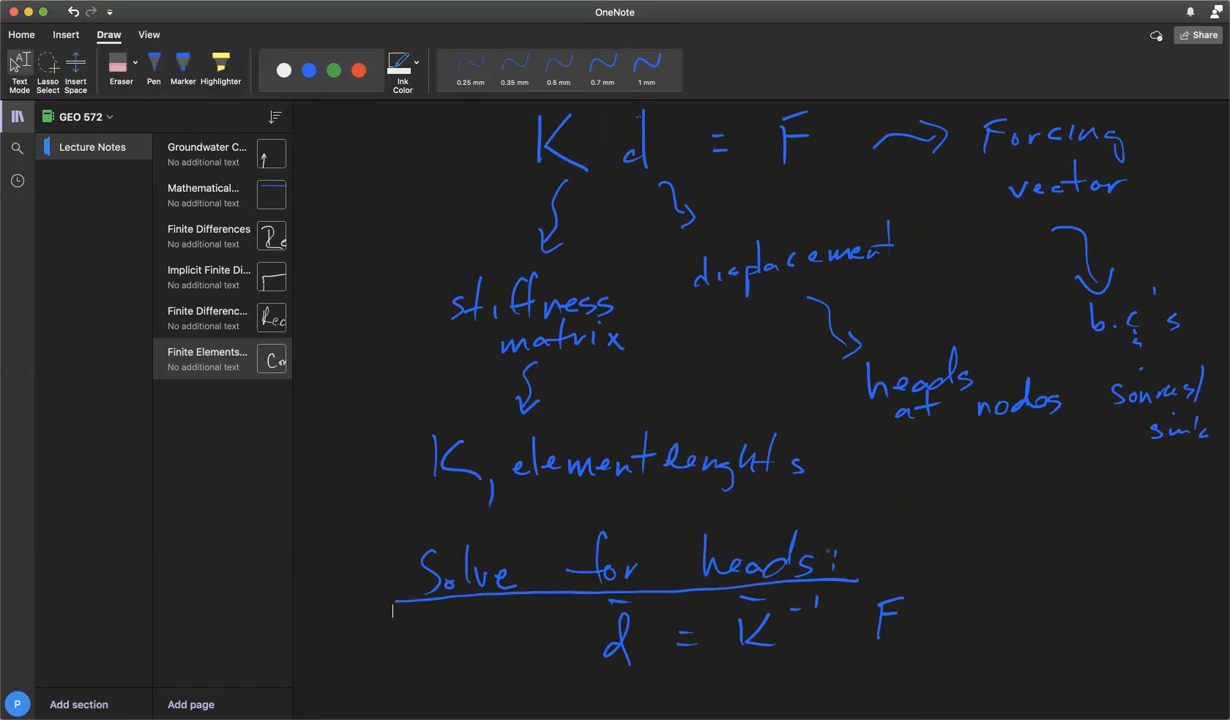 OneNote
Home Insert Draw View
Share
Text Mode
Lasso Select
Insert Space
Eraser
Pen
Marker
Highlighter
Ink Color
0.25 mm 0.35 mm 0.5 mm 0.7 mm 1 mm
GEO 572
Lecture Notes
Groundwater C...
No additional text
Mathematical...
No additional text
Finite Differences
No additional text
Implicit Finite Di...
No additional text
Finite Differenc...
No additional text
Finite Elements...
No additional text
P
Add section
Add page
K d = F → Forcing
vector
displacement
stiffness
matrix
b.c's
heads
at nodes
sources/
sink
K, element lenghts
Solve for heads:
d̄ = K̄⁻¹ F